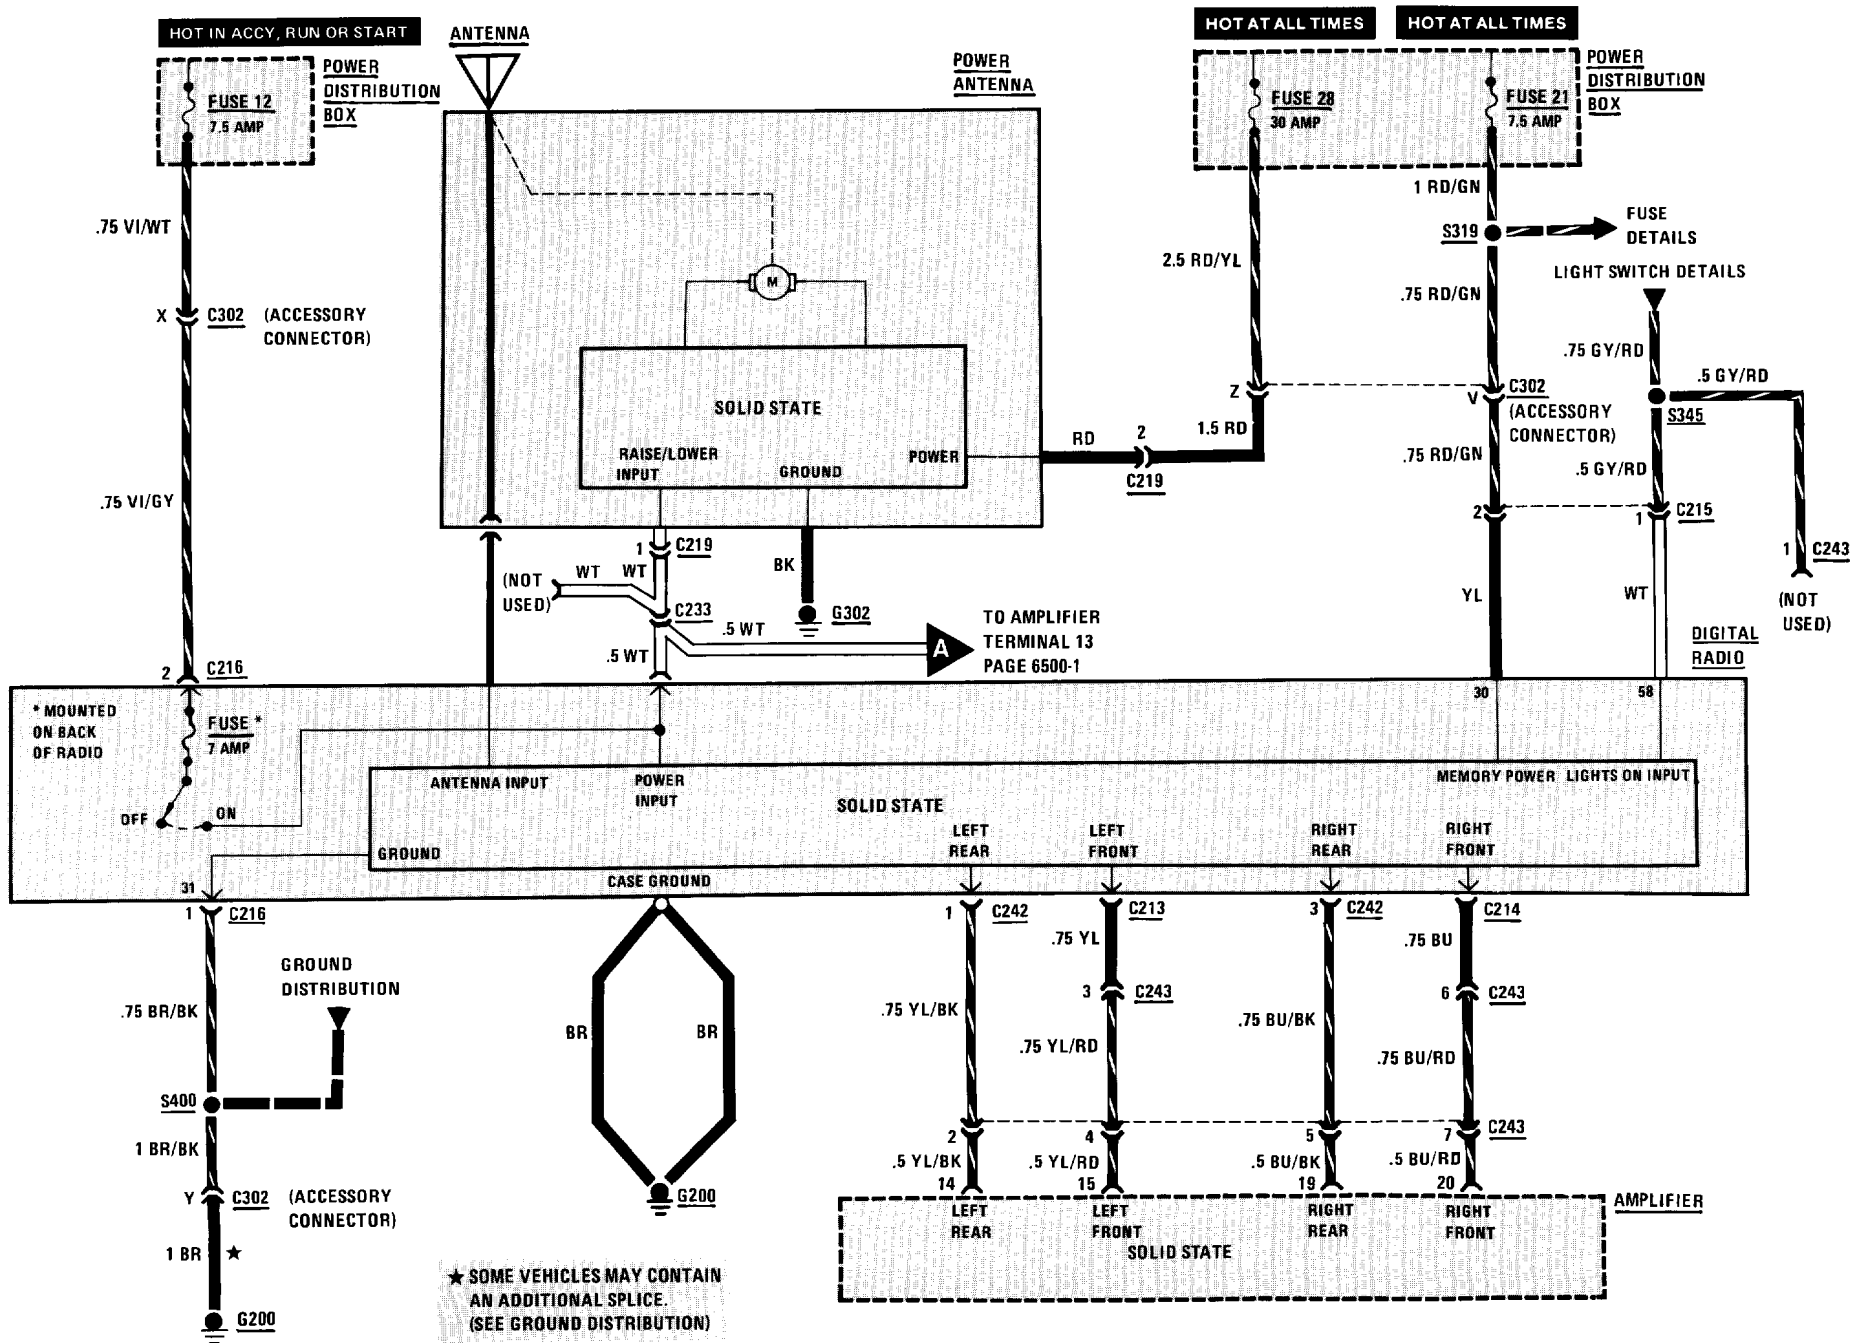 HOT IN ACCY, RUN OR START
ANTENNA
HOT AT ALL TIMES
HOT AT ALL TIMES
POWER
DISTRIBUTION
BOX
FUSE 12
7.5 AMP
POWER
ANTENNA
FUSE 28
30 AMP
FUSE 21
7.5 AMP
POWER
DISTRIBUTION
BOX
.75 VI/WT
1 RD/GN
S319
FUSE
DETAILS
2.5 RD/YL
LIGHT SWITCH DETAILS
M
.75 RD/GN
X
C302
(ACCESSORY
CONNECTOR)
.75 GY/RD
.5 GY/RD
Z
V
C302
(ACCESSORY
CONNECTOR)
S345
SOLID STATE
RAISE/LOWER
INPUT
GROUND
POWER
RD
2
C219
1.5 RD
.75 RD/GN
.5 GY/RD
.75 VI/GY
2
1
C215
1
C219
1
C243
(NOT
USED)
(NOT
USED)
WT
WT
C233
BK
G302
YL
WT
.5 WT
.5 WT
A
TO AMPLIFIER
TERMINAL 13
PAGE 6500-1
DIGITAL
RADIO
2
C216
30
58
* MOUNTED
ON BACK
OF RADIO
FUSE *
7 AMP
ANTENNA INPUT
POWER
INPUT
MEMORY POWER
LIGHTS ON INPUT
SOLID STATE
OFF
ON
LEFT
REAR
LEFT
FRONT
RIGHT
REAR
RIGHT
FRONT
GROUND
31
CASE GROUND
1
C216
1
C242
C213
3
C242
C214
.75 YL
.75 BU
GROUND
DISTRIBUTION
3
C243
6
C243
.75 BR/BK
BR
BR
.75 YL/BK
.75 YL/RD
.75 BU/BK
.75 BU/RD
S400
2
4
5
7
C243
1 BR/BK
.5 YL/BK
.5 YL/RD
.5 BU/BK
.5 BU/RD
14
15
19
20
Y
C302
(ACCESSORY
CONNECTOR)
G200
AMPLIFIER
LEFT
REAR
LEFT
FRONT
RIGHT
REAR
RIGHT
FRONT
SOLID STATE
1 BR ★
★ SOME VEHICLES MAY CONTAIN
AN ADDITIONAL SPLICE.
(SEE GROUND DISTRIBUTION)
G200